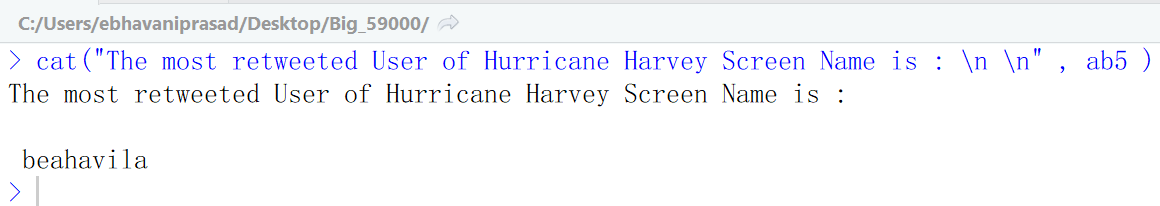 C:/Users/ebhavaniprasad/Desktop/Big_59000/
> cat("The most retweeted User of Hurricane Harvey Screen Name is : \n \n" , ab5 )
The most retweeted User of Hurricane Harvey Screen Name is :
beahavila
>